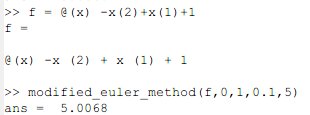 >> f = @(x) -x(2)+x(1)+1
f =
@(x) -x (2) + x (1) + 1
>> modified_euler_method(f,0,1,0.1,5)
ans = 5.0068